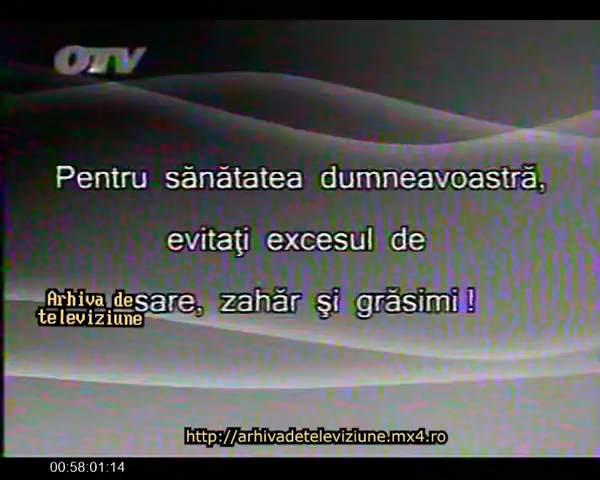 OTV
Pentru sănătatea dumneavoastră,
evitaţi excesul de
sare, zahăr şi grăsimi!
Arhiva de
televiziune
http://arhivadeteleviziune.mx4.ro
00:58:01:14